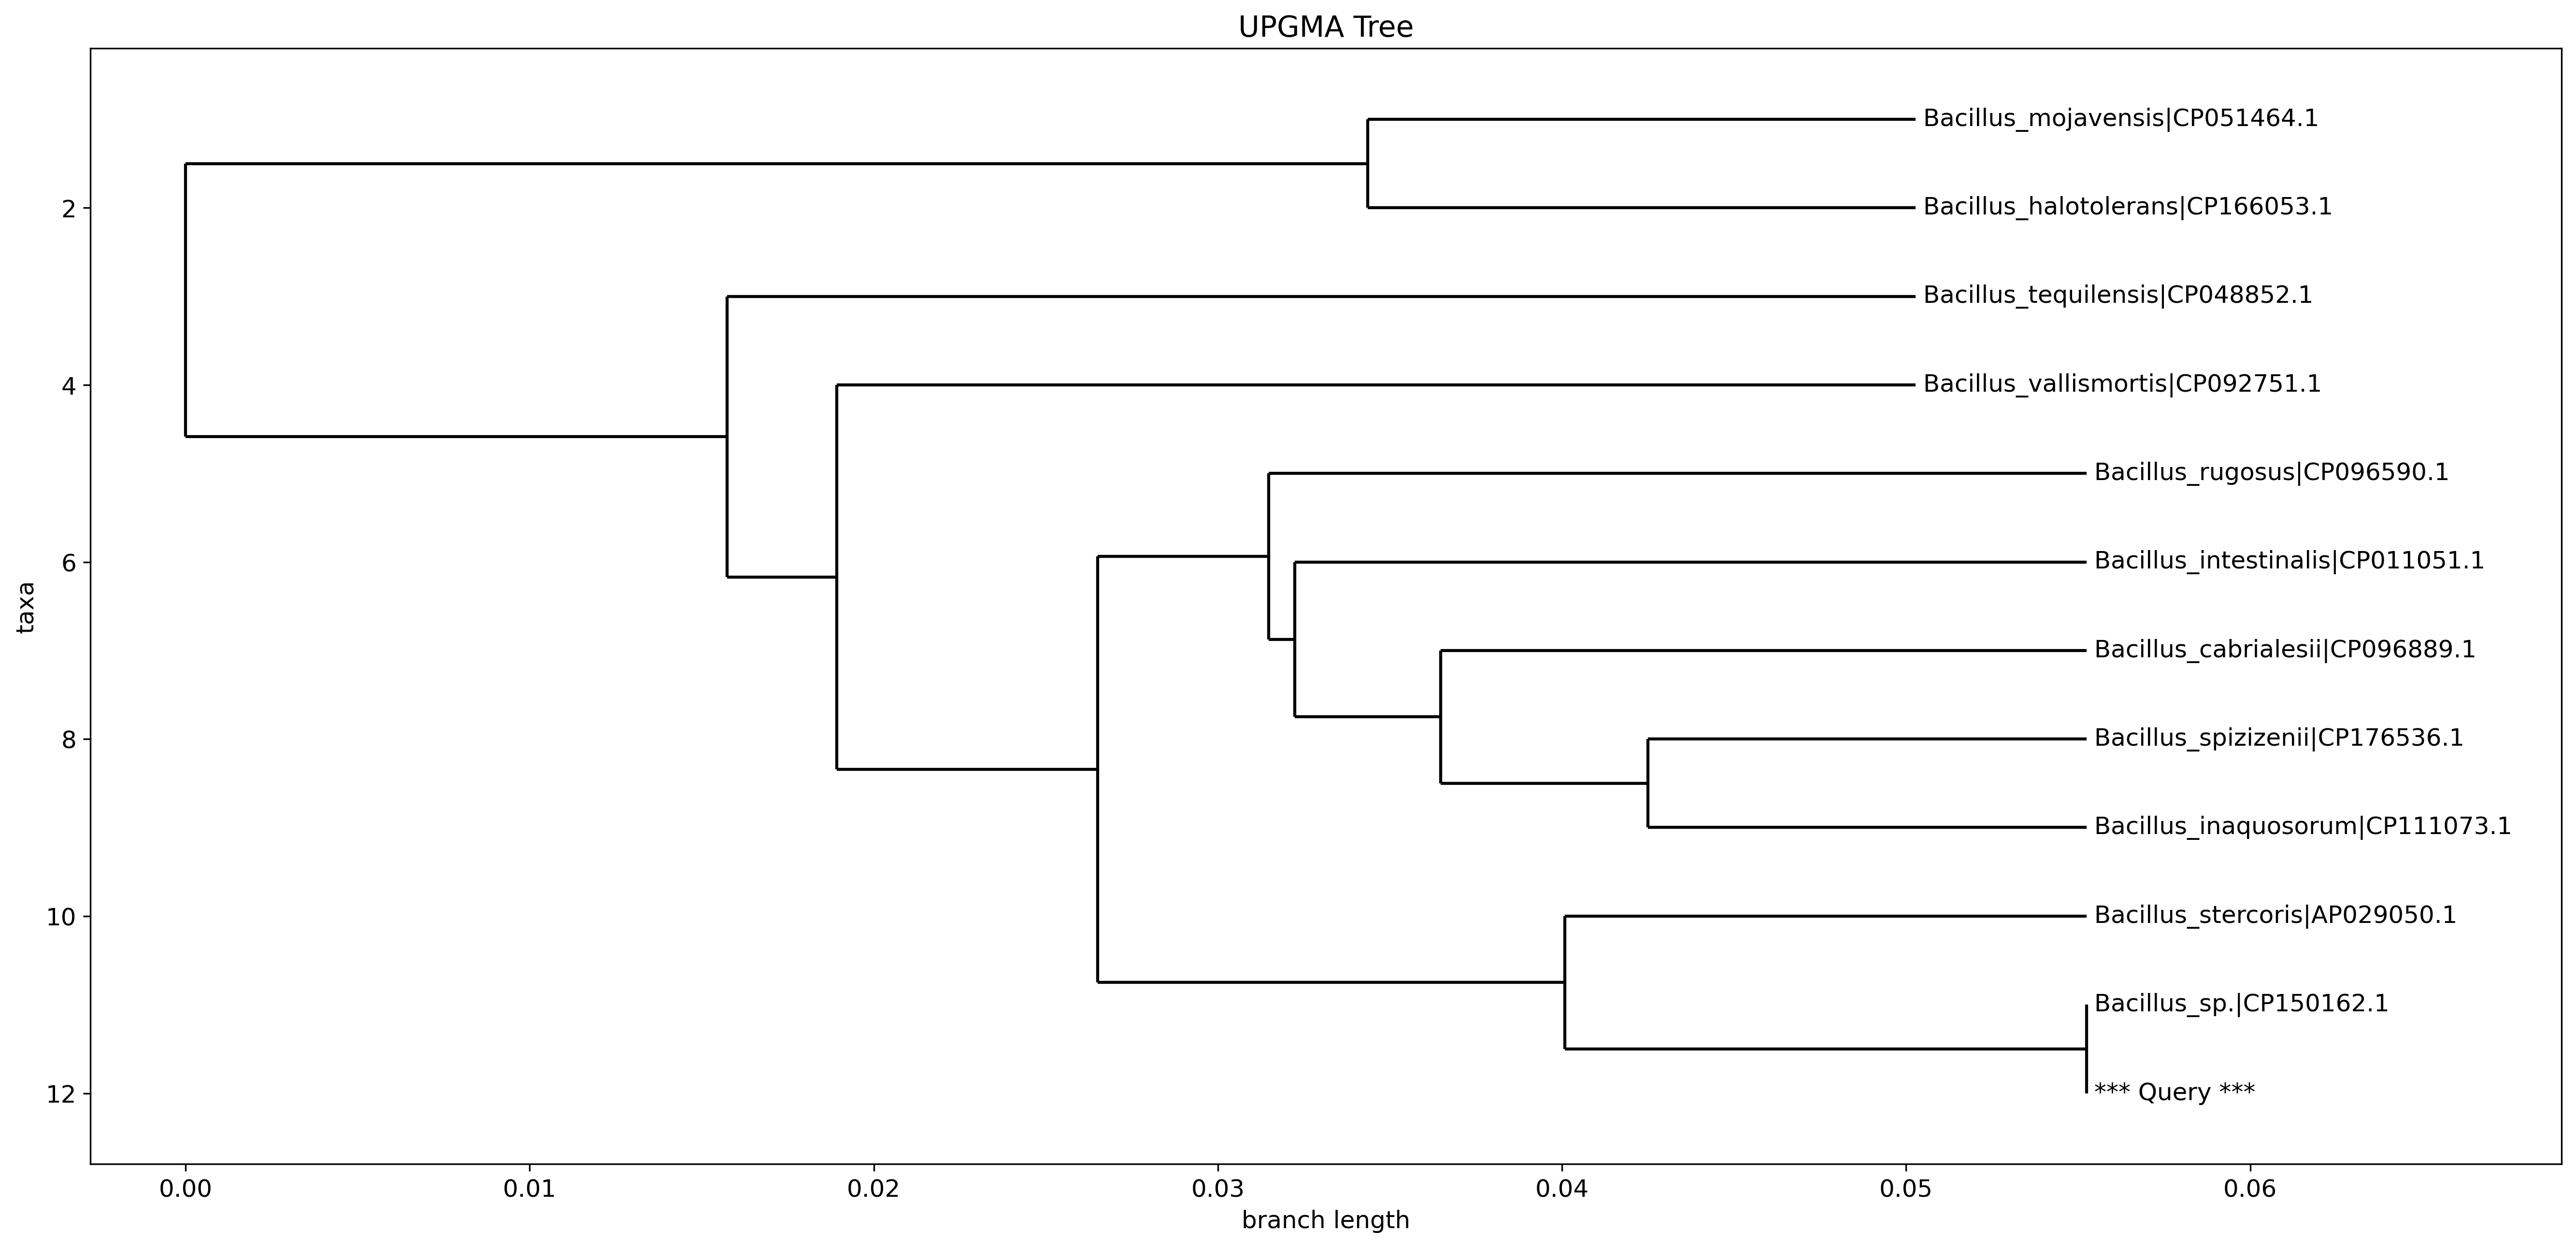 UPGMA Tree
Bacillus_mojavensis|CP051464.1
Bacillus_halotolerans|CP166053.1
Bacillus_tequilensis|CP048852.1
Bacillus_vallismortis|CP092751.1
Bacillus_rugosus|CP096590.1
Bacillus_intestinalis|CP011051.1
Bacillus_cabrialesii|CP096889.1
Bacillus_spizizenii|CP176536.1
Bacillus_inaquosorum|CP111073.1
Bacillus_stercoris|AP029050.1
Bacillus_sp.|CP150162.1
*** Query ***
taxa
2
4
6
8
10
12
0.00 0.01 0.02 0.03 0.04 0.05 0.06
branch length